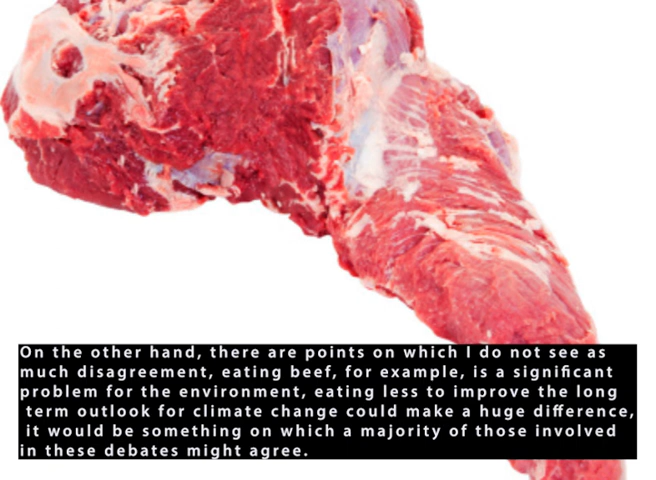 On the other hand, there are points on which I do not see as
much disagreement, eating beef, for example, is a significant
problem for the environment, eating less to improve the long
term outlook for climate change could make a huge difference,
it would be something on which a majority of those involved
in these debates might agree.